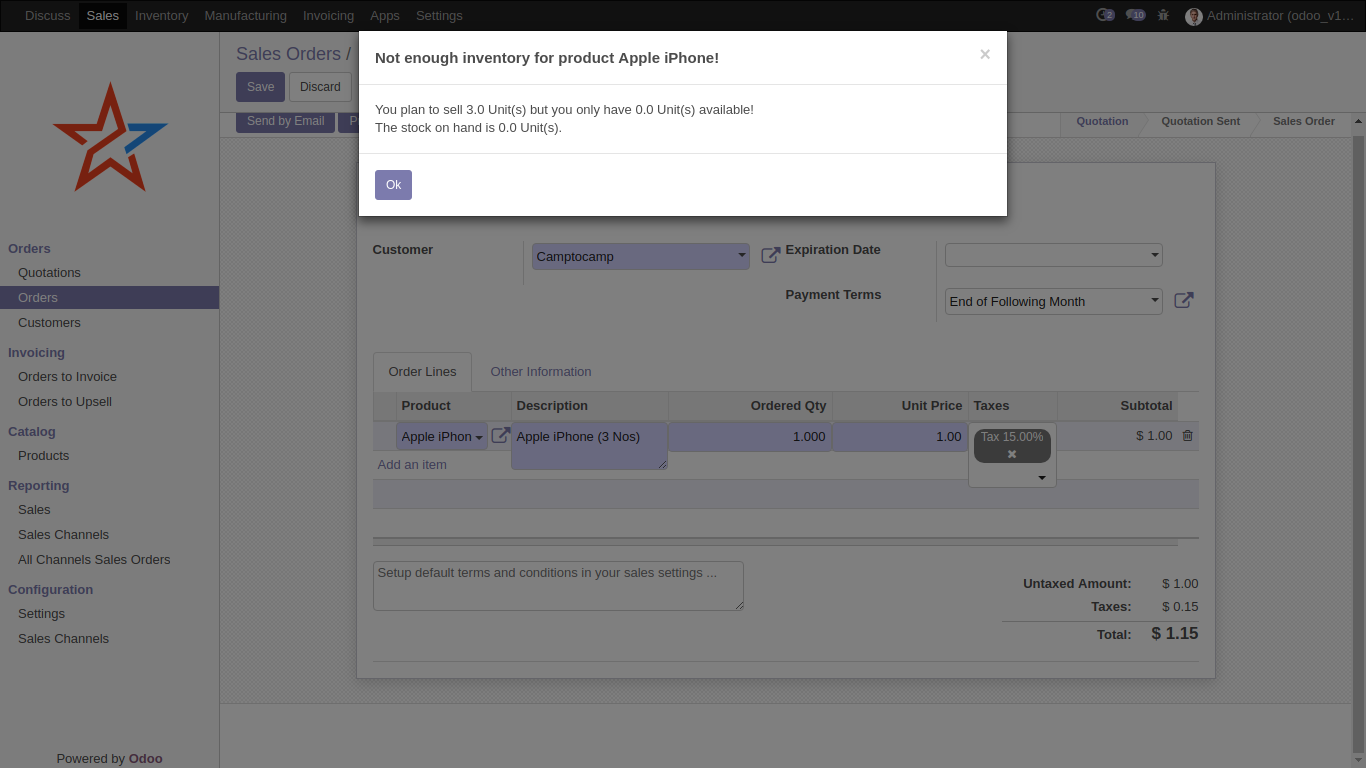 Discuss Sales Inventory Manufacturing Invoicing Apps Settings 2 10 Administrator (odoo_v1...
Sales Orders /
Save Discard
Send by Email
Quotation Quotation Sent Sales Order
Not enough inventory for product Apple iPhone! ×
You plan to sell 3.0 Unit(s) but you only have 0.0 Unit(s) available!
The stock on hand is 0.0 Unit(s).
Ok
Orders
Quotations
Orders
Customers
Invoicing
Orders to Invoice
Orders to Upsell
Catalog
Products
Reporting
Sales
Sales Channels
All Channels Sales Orders
Configuration
Settings
Sales Channels
Powered by Odoo
Customer Camptocamp Expiration Date
Payment Terms End of Following Month
Order Lines Other Information
Product Description Ordered Qty Unit Price Taxes Subtotal
Apple iPhon Apple iPhone (3 Nos) 1.000 1.00 Tax 15.00% $ 1.00
Add an item
Setup default terms and conditions in your sales settings ...
Untaxed Amount: $ 1.00
Taxes: $ 0.15
Total: $ 1.15